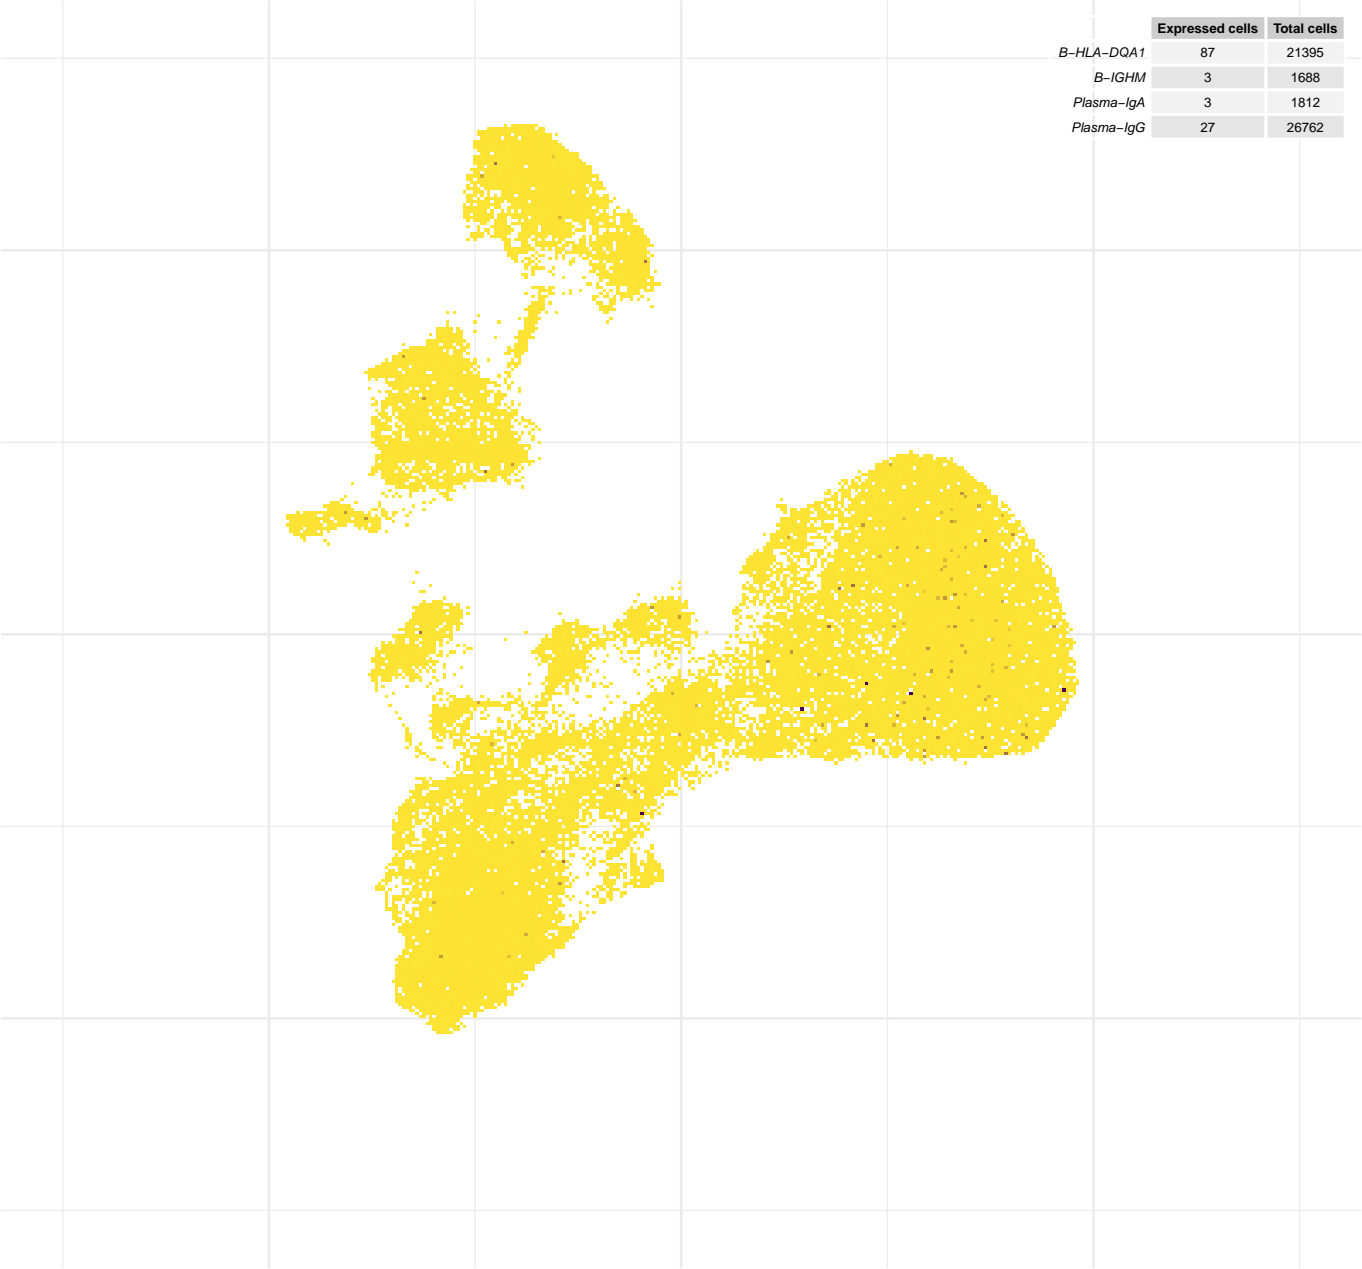 Expressed cells Total cells
B−HLA−DQA1 87 21395
B−IGHM 3 1688
Plasma−IgA 3 1812
Plasma−IgG 27 26762